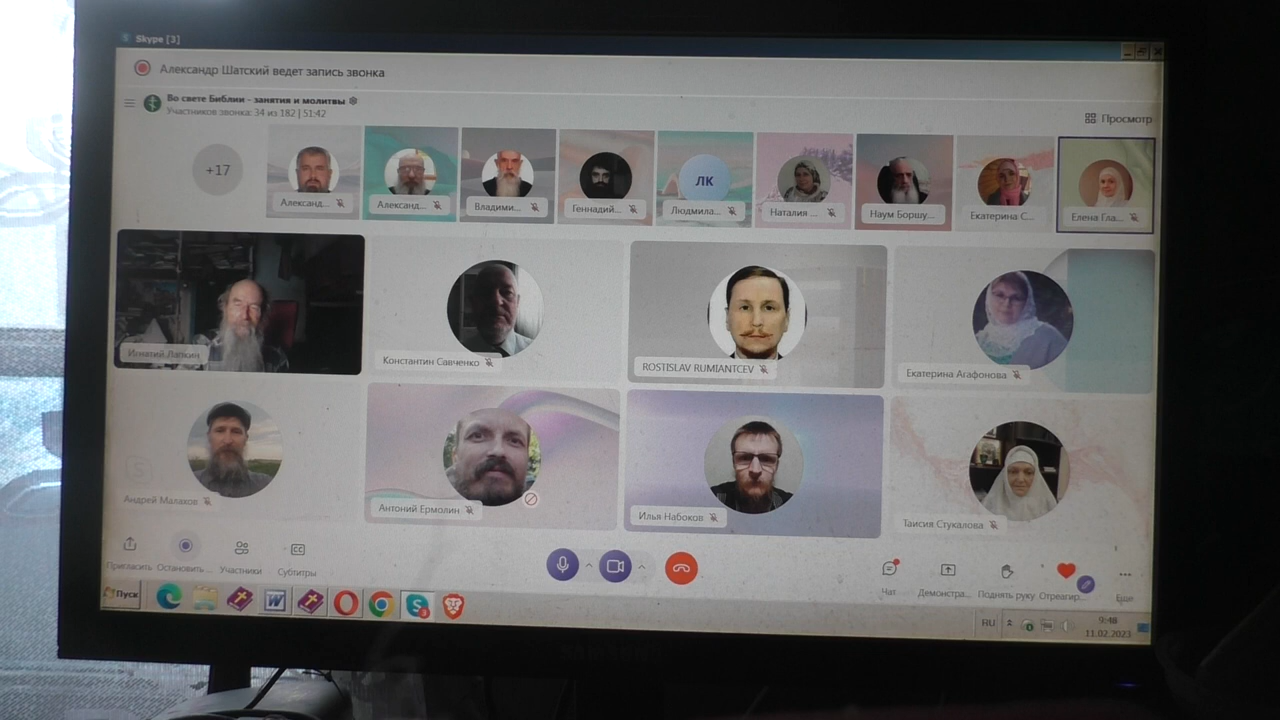 Skype [3]
Александр Шатский ведет запись звонка
Во свете Библии - занятия и молитвы
Участников звонка: 34 из 182 | 51:42
Просмотр
+17
Александ...
Александ...
Владими...
Геннадий...
ЛК
Людмила...
Наталия ...
Наум Боршу...
Екатерина С...
Елена Гла...
Игнатий Лапкин
Константин Савченко
ROSTISLAV RUMIANTCEV
Екатерина Агафонова
Андрей Малахов
Антоний Ермолин
Илья Набоков
Таисия Стукалова
Пригласить
Остановить ...
Участники
Субтитры
Чат
Демонстра...
Поднять руку
Отреагир...
Еще
Пуск
RU
9:48
11.02.2023